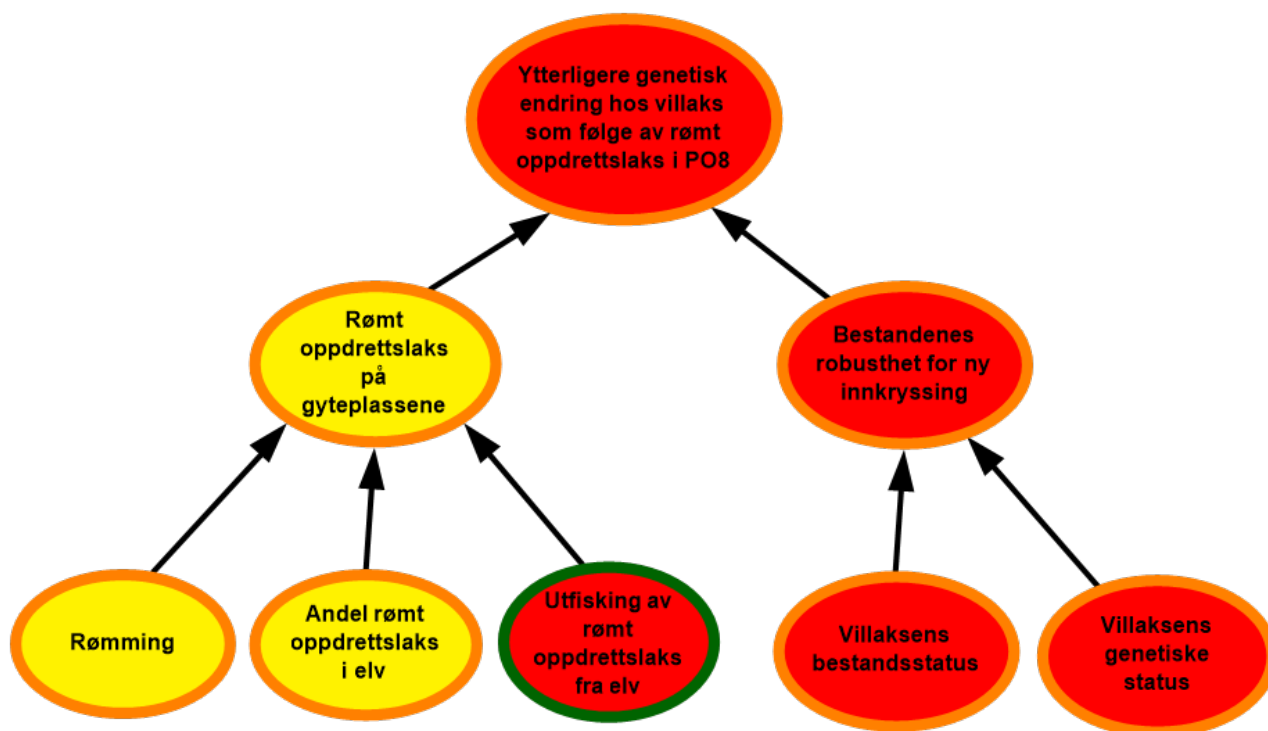 Ytterligere genetisk
endring hos villaks
som følge av rømt
oppdrettslaks i PO8
Rømt
oppdrettslaks
på
gyteplassene
Bestandenes
robusthet for ny
innkryssing
Rømming
Andel rømt
oppdrettslaks
i elv
Utfisking av
rømt
oppdrettslaks
fra elv
Villaksens
bestandsstatus
Villaksens
genetiske
status